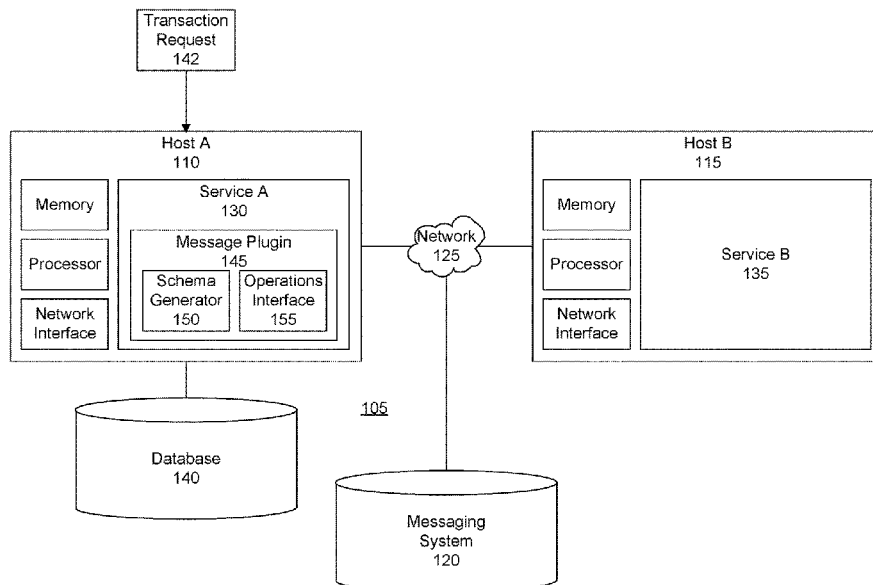 Transaction
Request
142
Host A
110
Memory
Processor
Network
Interface
Service A
130
Message Plugin
145
Schema
Generator
150
Operations
Interface
155
Network
125
Host B
115
Memory
Processor
Network
Interface
Service B
135
105
Database
140
Messaging
System
120